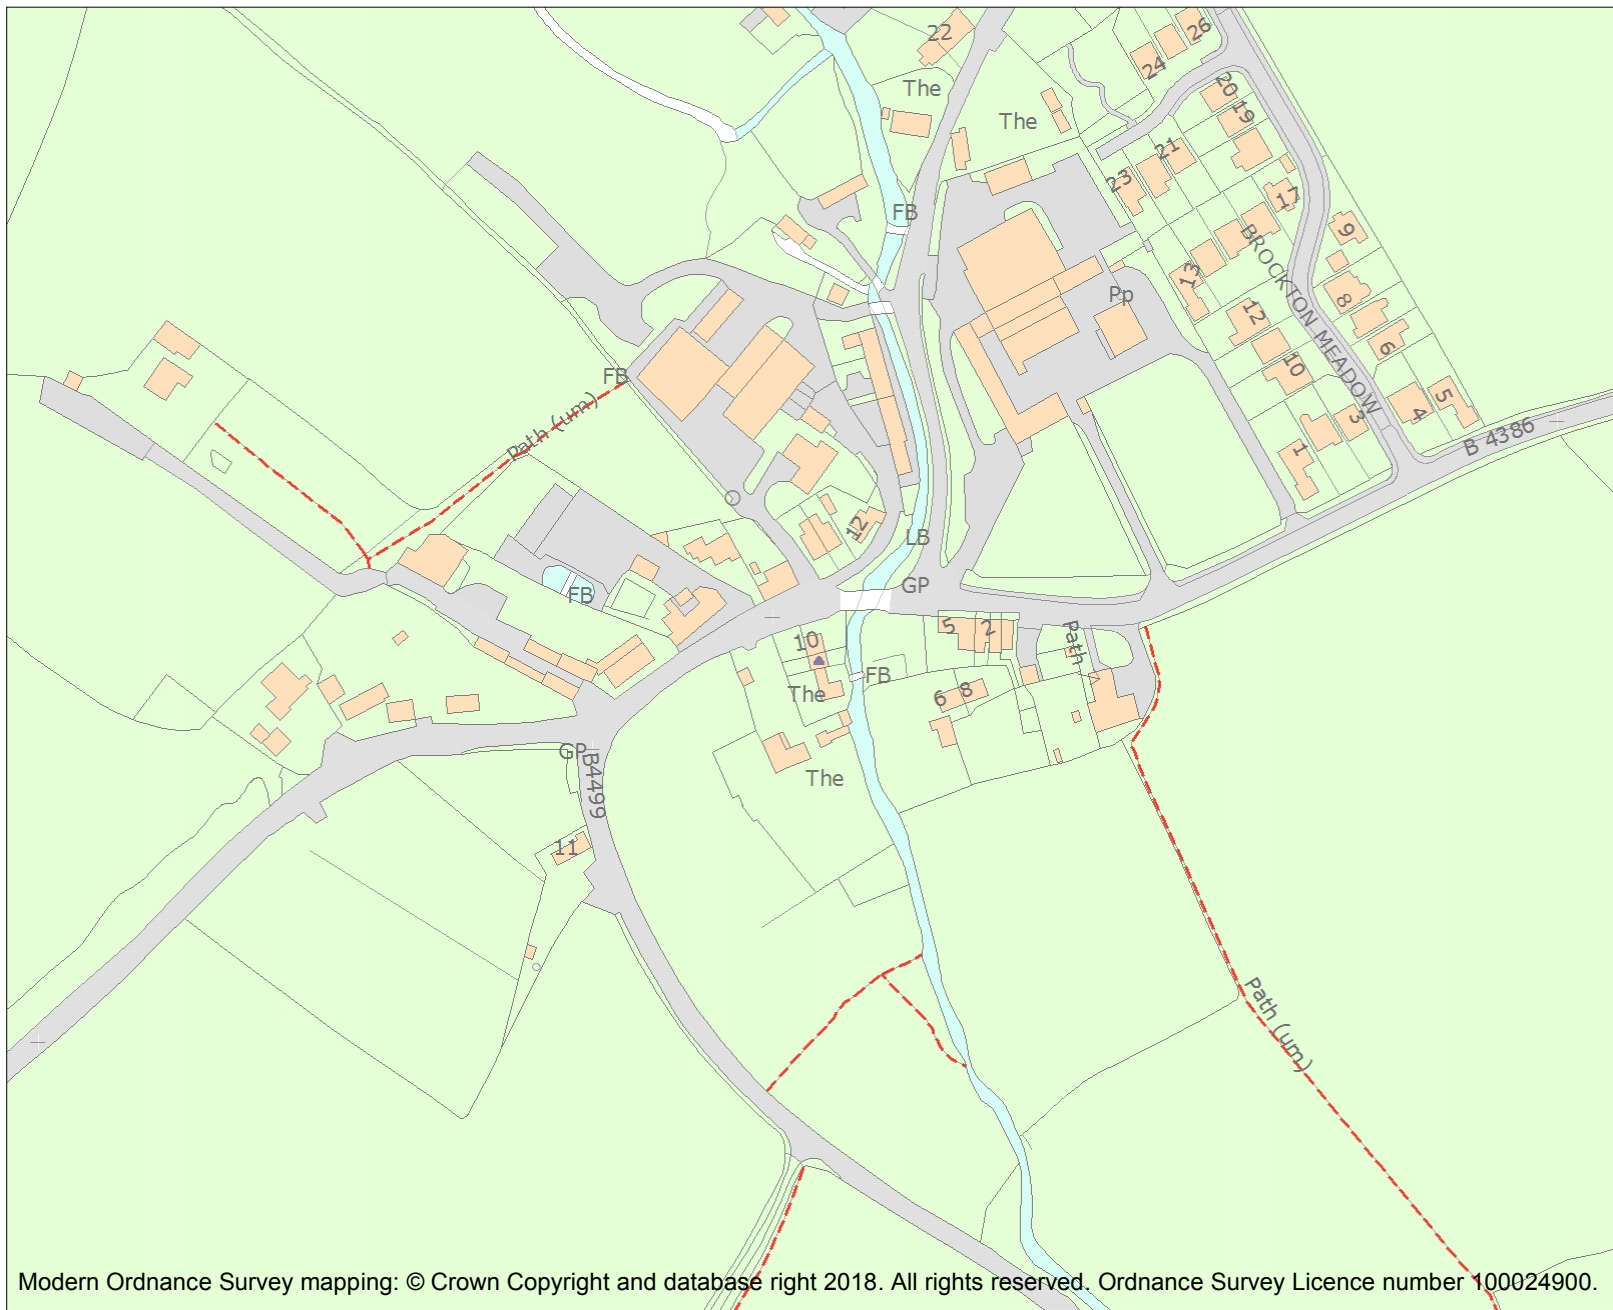 22
26
24
The
The
20
19
21
23
17
FB
9
BROCKTON MEADOW
13
Pp
8
12
6
10
FB
Path (um)
5
4
3
B 4386
1
12
LB
GP
FB
5
2
Path
10
FB
The
6
8
GP
B4499
The
11
Path (um)
Modern Ordnance Survey mapping: © Crown Copyright and database right 2018. All rights reserved. Ordnance Survey Licence number 100024900.